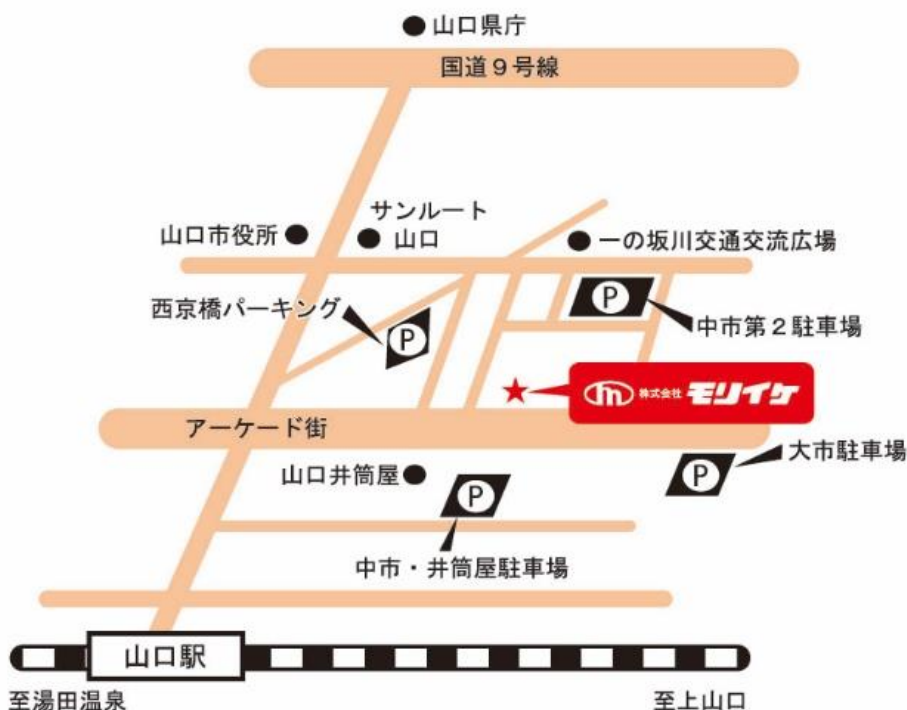 山口県庁
国道９号線
サンルート
山口市役所
山口
一の坂川交通交流広場
西京橋パーキング
P
P
中市第２駐車場
m 株式会社 モリイケ
アーケード街
大市駐車場
山口井筒屋
P
P
中市・井筒屋駐車場
山口駅
至湯田温泉
至上山口